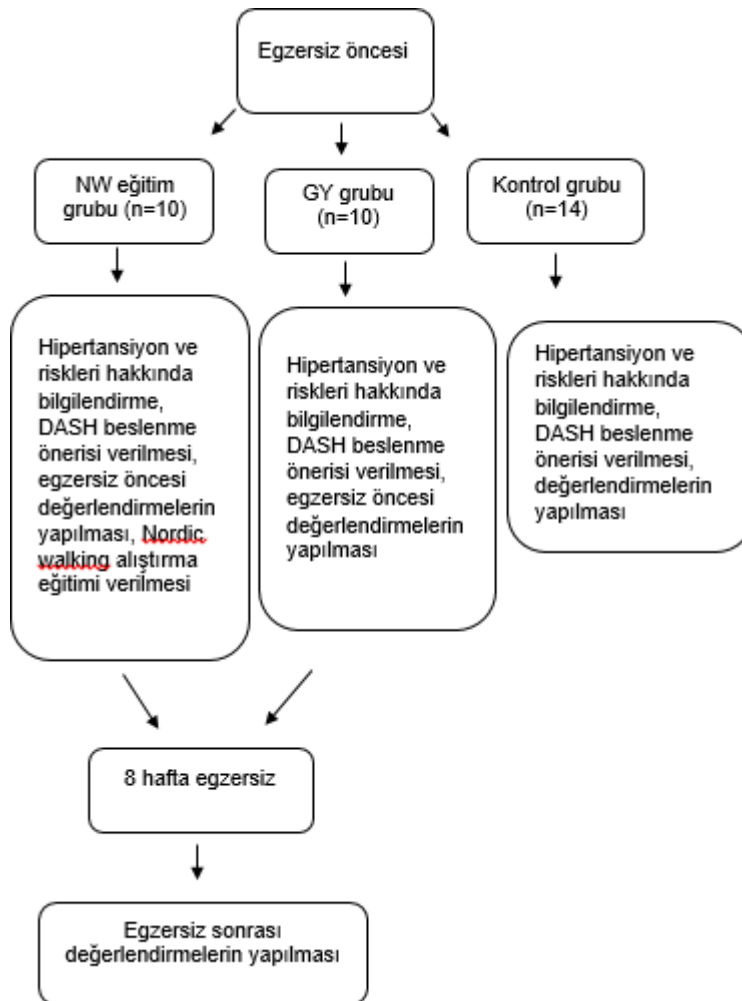 Egzersiz öncesi
NW eğitim
grubu (n=10)
GY grubu
(n=10)
Kontrol grubu
(n=14)
Hipertansiyon ve
riskleri hakkında
bilgilendirme,
DASH beslenme
önerisi verilmesi,
egzersiz öncesi
değerlendirmelerin
yapılması, Nordic
walking alıştırma
eğitimi verilmesi
Hipertansiyon ve
riskleri hakkında
bilgilendirme,
DASH beslenme
önerisi verilmesi,
egzersiz öncesi
değerlendirmelerin
yapılması
Hipertansiyon ve
riskleri hakkında
bilgilendirme,
DASH beslenme
önerisi verilmesi,
değerlendirmelerin
yapılması
8 hafta egzersiz
Egzersiz sonrası
değerlendirmelerin yapılması